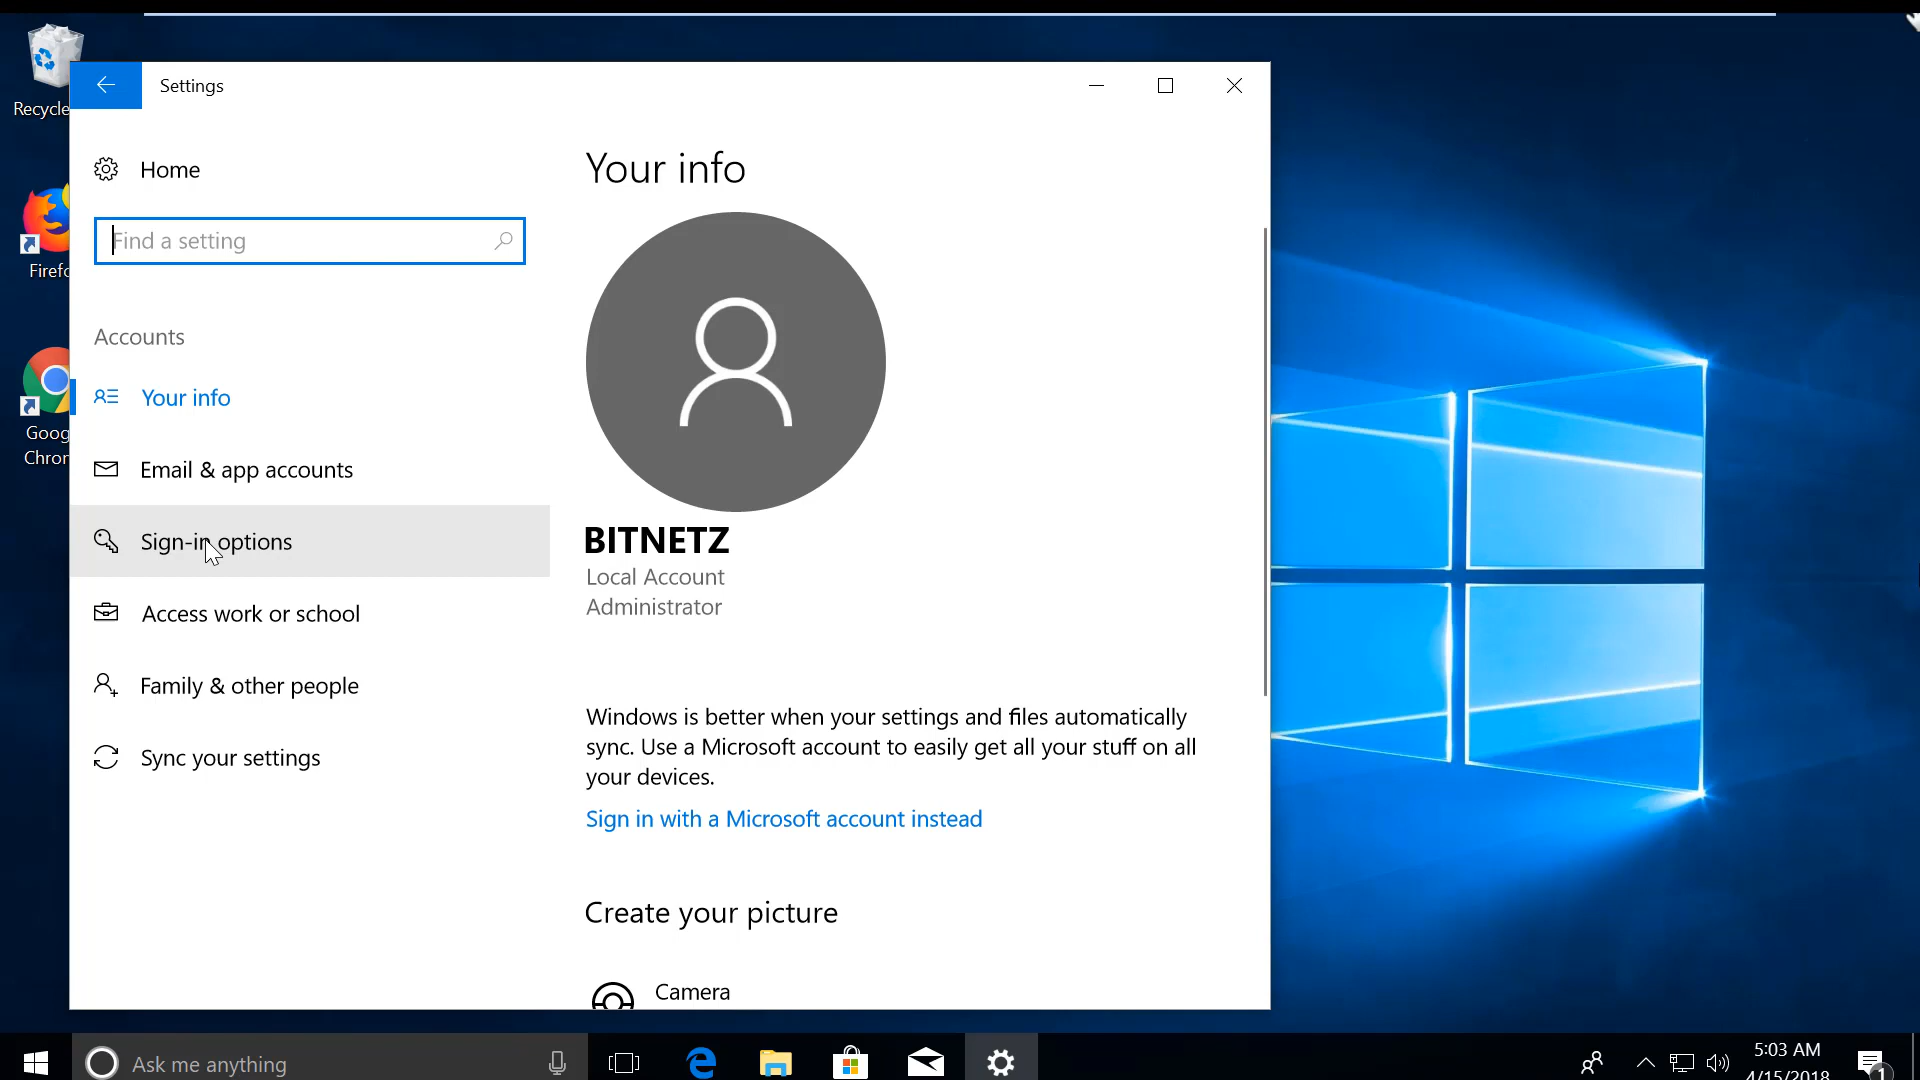 Recycle
Firefo
Goog
Chron
Settings
Home
Find a setting
Accounts
Your info
Email & app accounts
Sign-in options
Access work or school
Family & other people
Sync your settings
Your info
BITNETZ
Local Account
Administrator
Windows is better when your settings and files automatically
sync. Use a Microsoft account to easily get all your stuff on all
your devices.
Sign in with a Microsoft account instead
Create your picture
Camera
Ask me anything
5:03 AM
4/15/2018
1